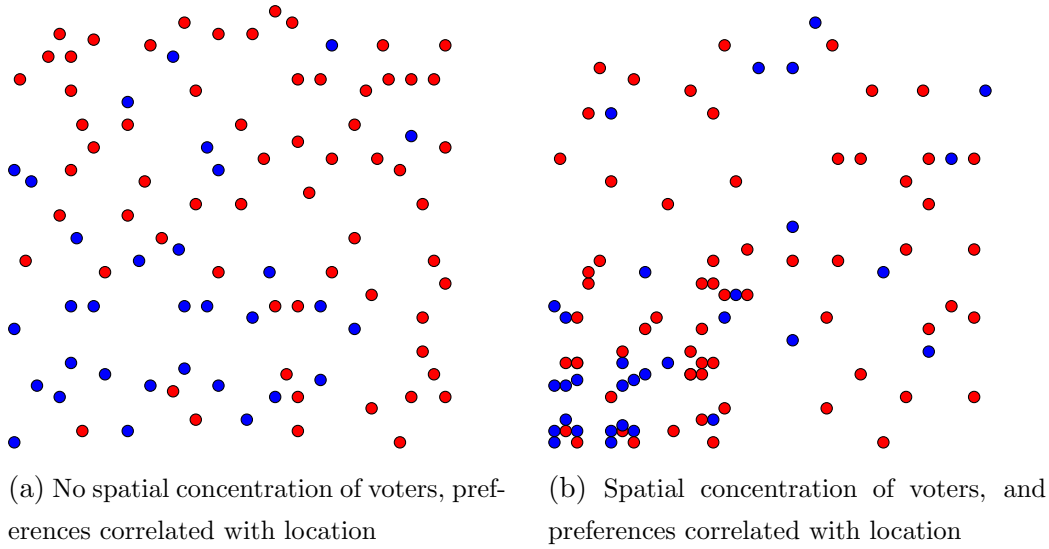 (a) No spatial concentration of voters, pref-
erences correlated with location
(b) Spatial concentration of voters, and
preferences correlated with location